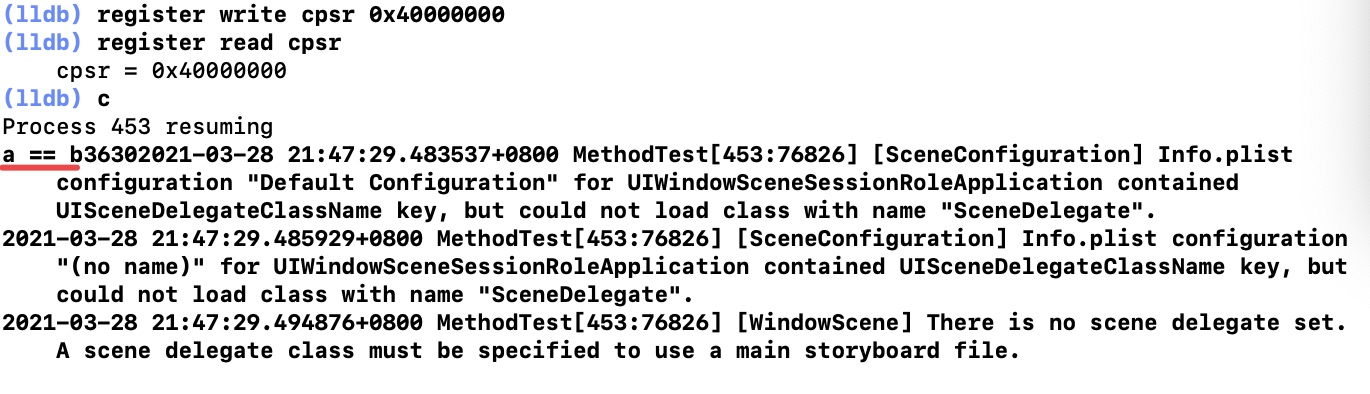 (lldb) register write cpsr 0x40000000
(lldb) register read cpsr
    cpsr = 0x40000000
(lldb) c
Process 453 resuming
a == b36302021-03-28 21:47:29.483537+0800 MethodTest[453:76826] [SceneConfiguration] Info.plist
    configuration "Default Configuration" for UIWindowSceneSessionRoleApplication contained
    UISceneDelegateClassName key, but could not load class with name "SceneDelegate".
2021-03-28 21:47:29.485929+0800 MethodTest[453:76826] [SceneConfiguration] Info.plist configuration
    "(no name)" for UIWindowSceneSessionRoleApplication contained UISceneDelegateClassName key, but
    could not load class with name "SceneDelegate".
2021-03-28 21:47:29.494876+0800 MethodTest[453:76826] [WindowScene] There is no scene delegate set.
    A scene delegate class must be specified to use a main storyboard file.